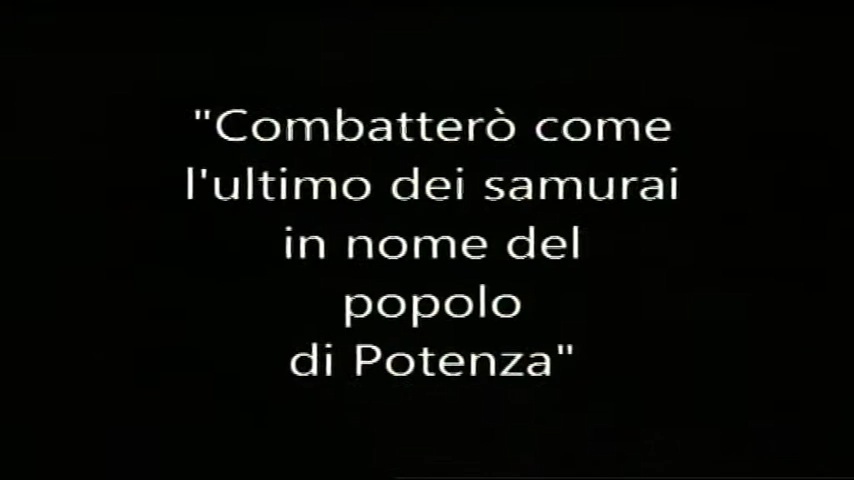 "Combatterò come
l'ultimo dei samurai
in nome del
popolo
di Potenza"